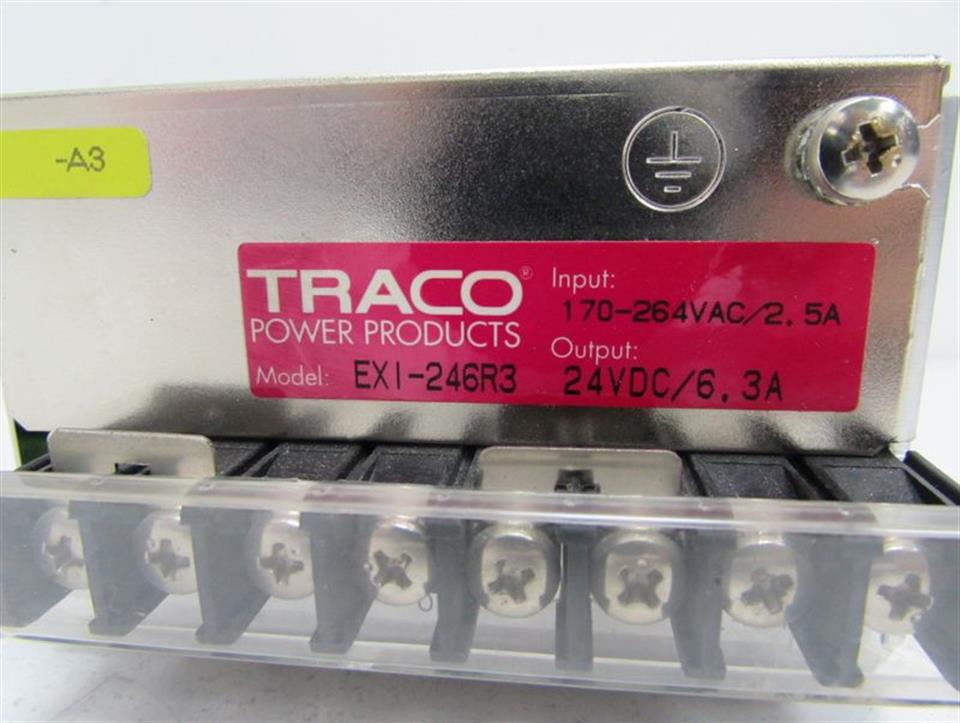 -A3
TRACO®
POWER PRODUCTS
Model: EXI-246R3
Input:
170-264VAC/2.5A
Output:
24VDC/6.3A